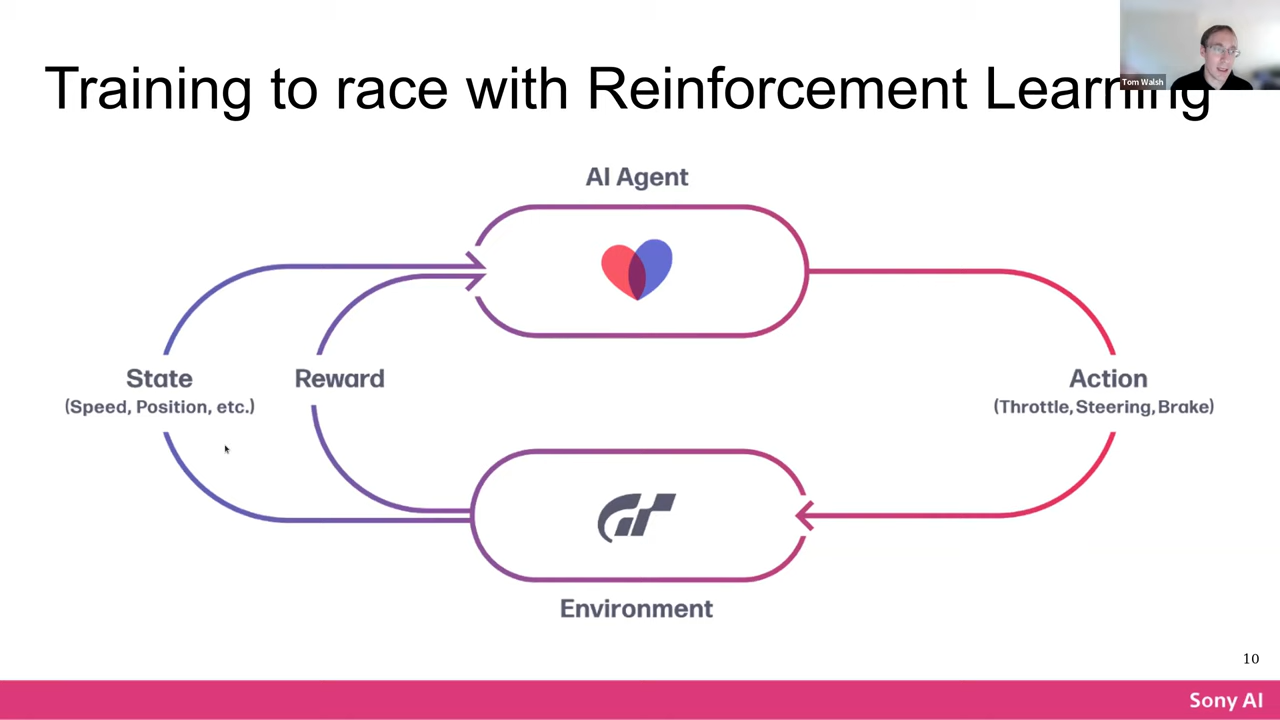 Training to race with Reinforcement Learning
Tom Walsh
AI Agent
State
(Speed, Position, etc.)
Reward
Action
(Throttle, Steering, Brake)
GT
Environment
10
Sony AI